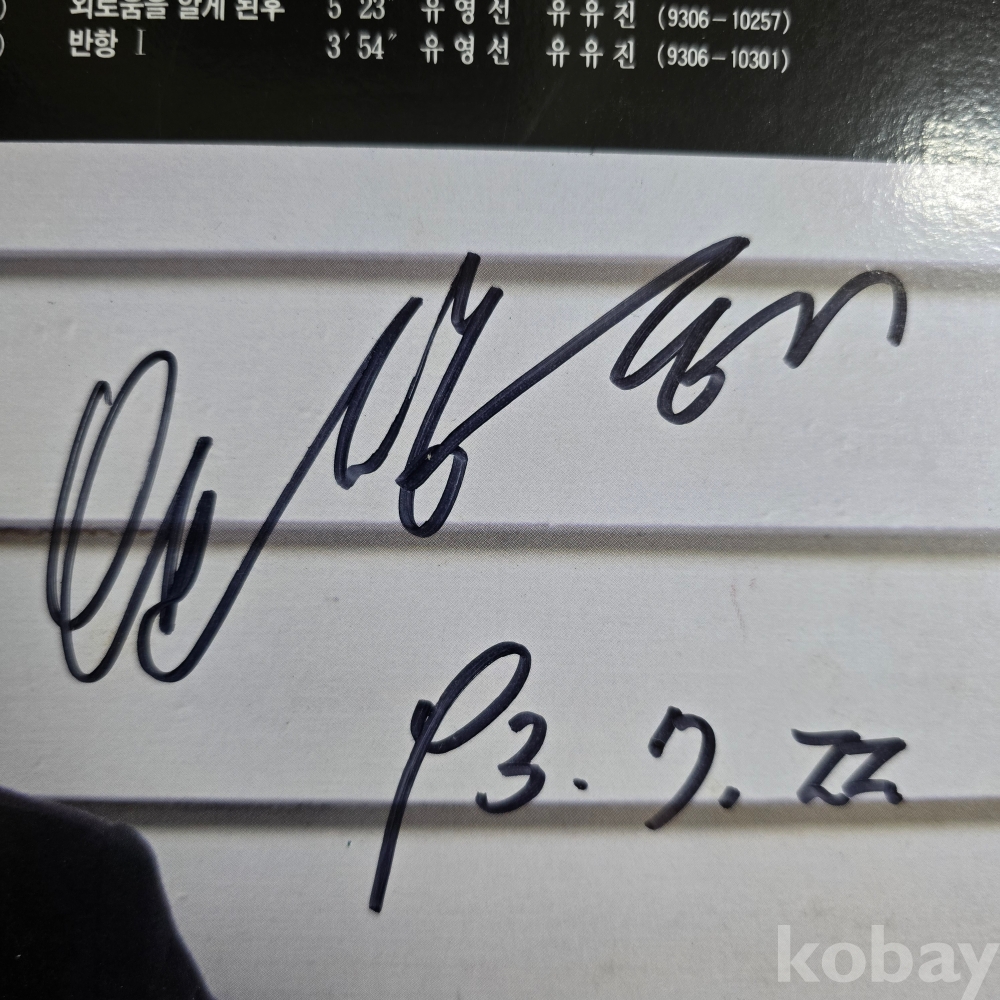 ) 외로움을 알게 된후 5′23″ 유영선 유유진 (9306-10257)
) 반항 I 3′54″ 유영선 유유진 (9306-10301)
93. 7. 22
kobay